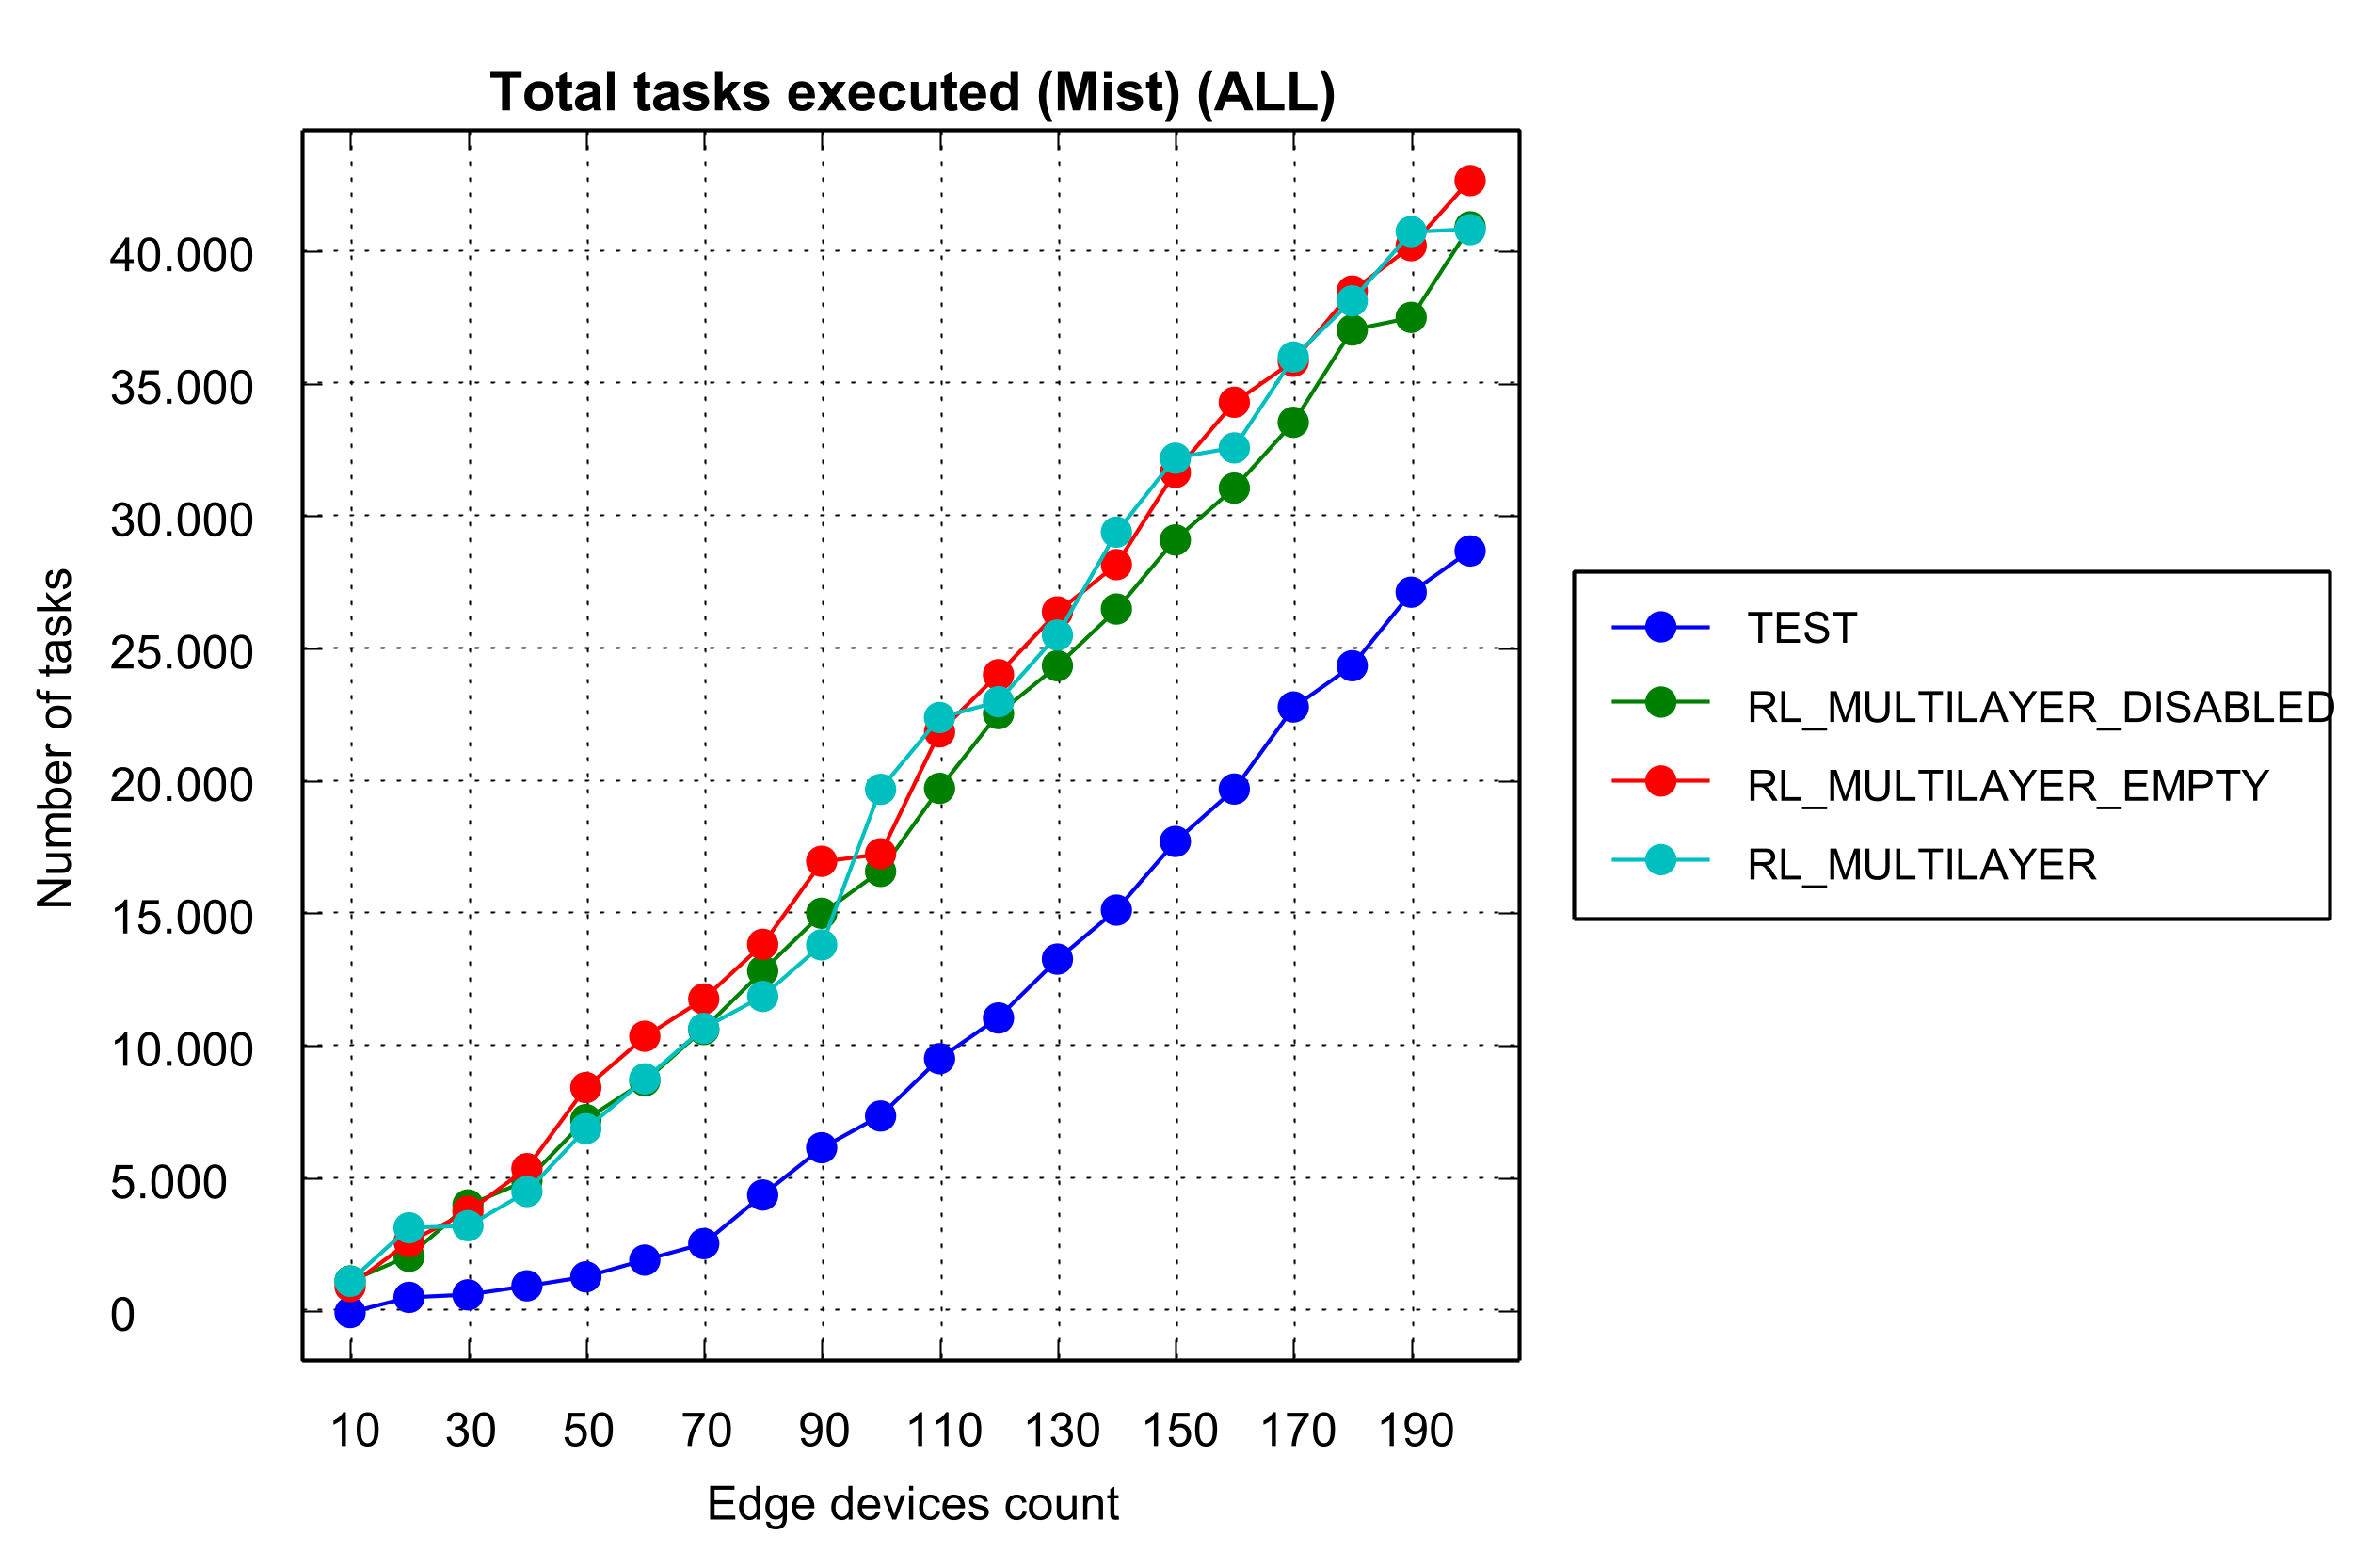 Total tasks executed (Mist) (ALL)
40.000
35.000
30.000
25.000
20.000
15.000
10.000
5.000
0
Number of tasks
10 30 50 70 90 110 130 150 170 190
Edge devices count
TEST
RL_MULTILAYER_DISABLED
RL_MULTILAYER_EMPTY
RL_MULTILAYER